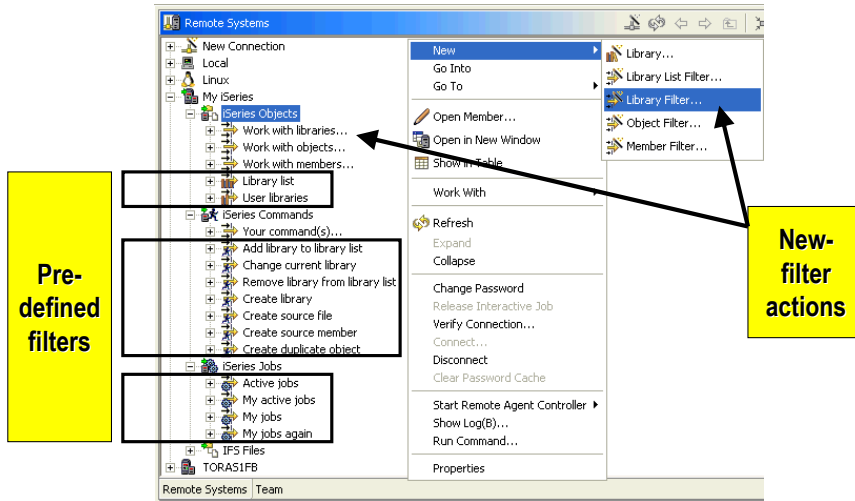 Remote Systems
New Connection
Local
Linux
My iSeries
iSeries Objects
Work with libraries...
Work with objects...
Work with members...
Library list
User libraries
iSeries Commands
Your command(s)...
Add library to library list
Change current library
Remove library from library list
Create library
Create source file
Create source member
Create duplicate object
iSeries Jobs
Active jobs
My active jobs
My jobs
My jobs again
IFS Files
TORAS1FB
Remote Systems Team
New
Go Into
Go To
Open Member...
Open in New Window
Show in Table
Work With
Refresh
Expand
Collapse
Change Password
Release Interactive Job
Verify Connection...
Connect...
Disconnect
Clear Password Cache
Start Remote Agent Controller
Show Log(B)...
Run Command...
Properties
Library...
Library List Filter...
Library Filter...
Object Filter...
Member Filter...
Pre-
defined
filters
New-
filter
actions